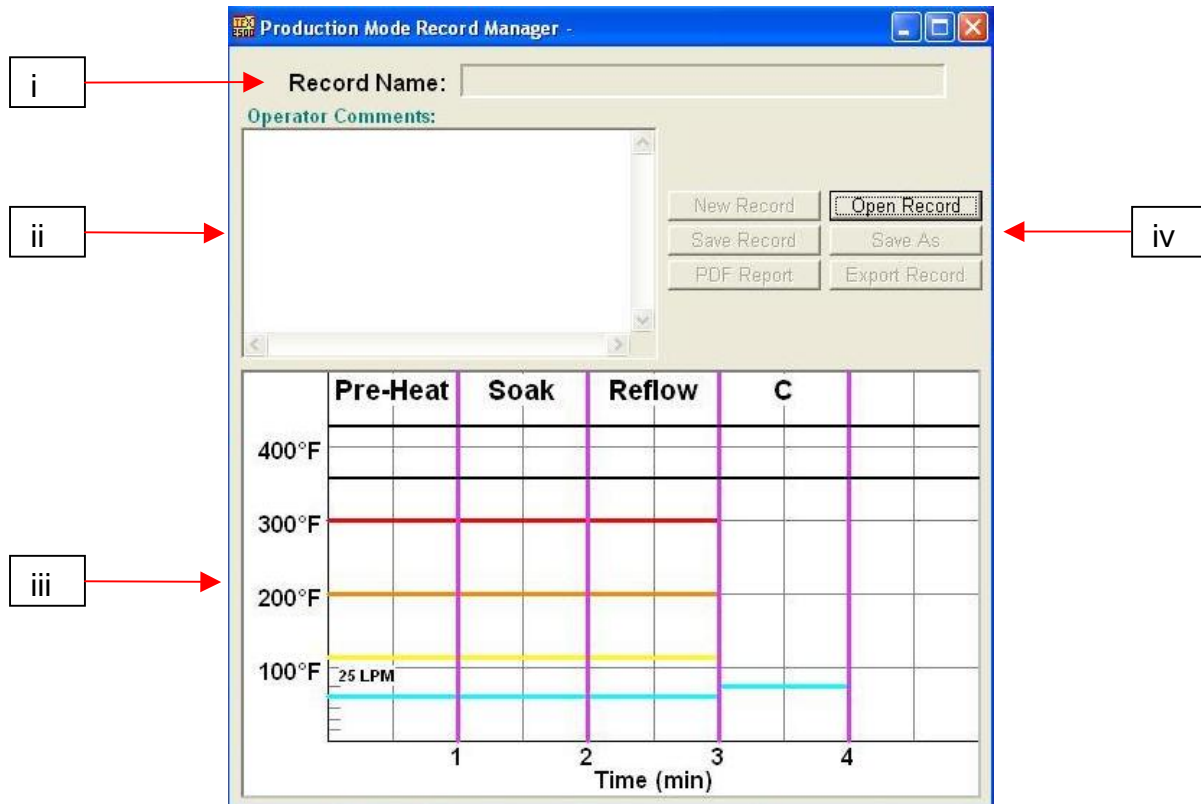 TFX 2500 Production Mode Record Manager -
i
Record Name:
Operator Comments:
ii
New Record Open Record
Save Record Save As
PDF Report Export Record
iv
Pre-Heat Soak Reflow C
400°F
300°F
iii
200°F
100°F
25 LPM
1 2 3 4
Time (min)